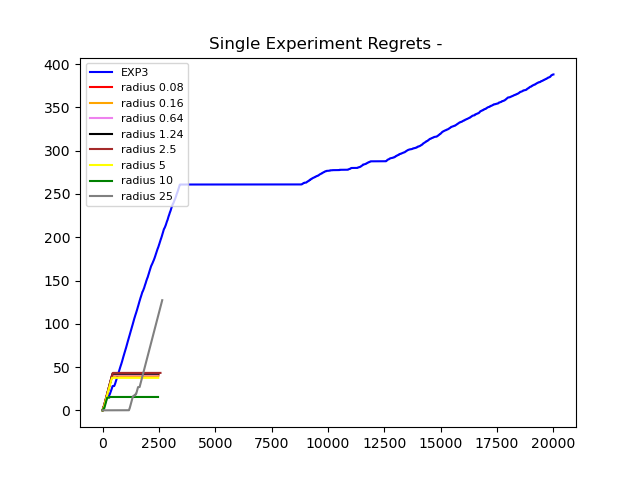 Single Experiment Regrets -
400
350
300
250
200
150
100
50
0
EXP3
radius 0.08
radius 0.16
radius 0.64
radius 1.24
radius 2.5
radius 5
radius 10
radius 25
0 2500 5000 7500 10000 12500 15000 17500 20000